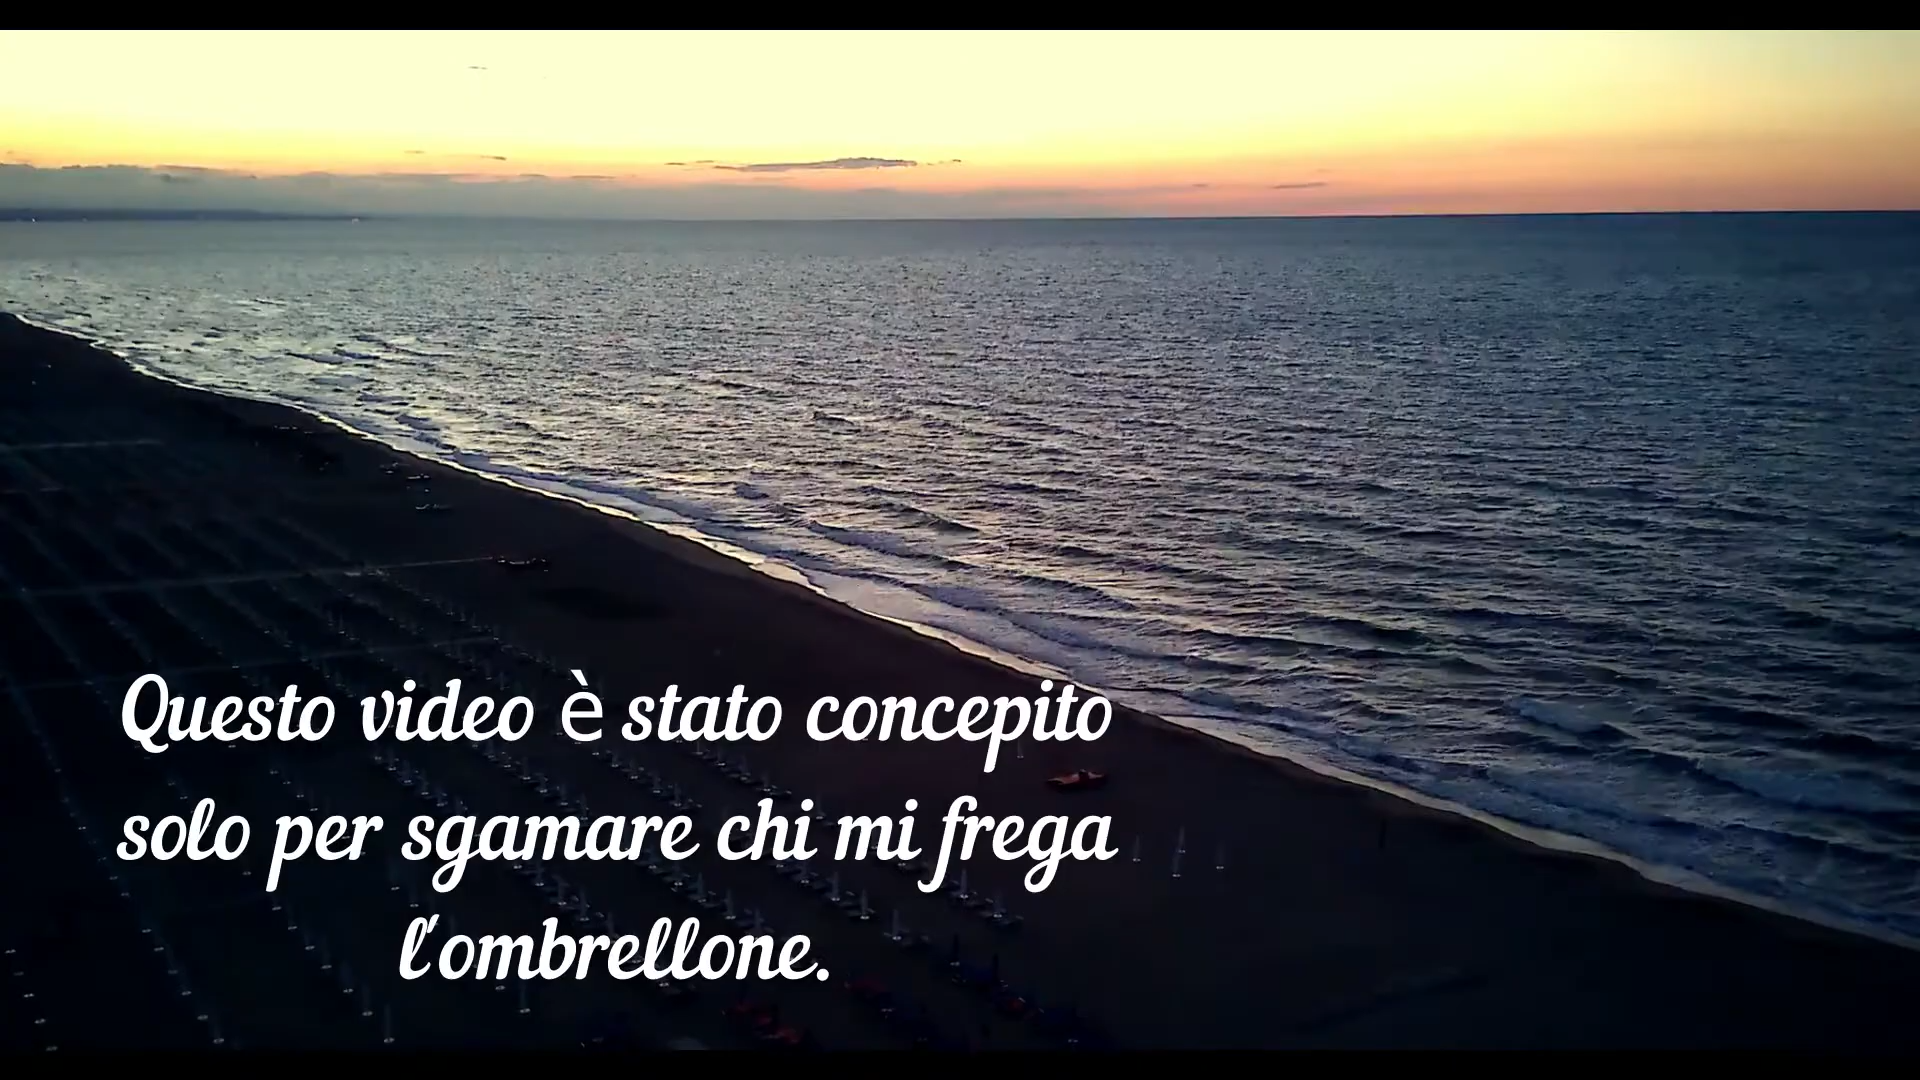 Questo video è stato concepito
solo per sgamare chi mi frega
l'ombrellone.